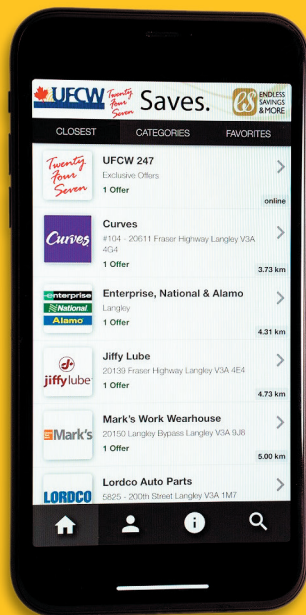 UFCW Twenty Four Seven Saves. ES ENDLESS SAVINGS & MORE
CLOSEST CATEGORIES FAVORITES
Twenty Four Seven
UFCW 247
Exclusive Offers
1 Offer
online
Curves
Curves
#104 - 20611 Fraser Highway Langley V3A
4G4
1 Offer
3.73 km
enterprise
National
Alamo
Enterprise, National & Alamo
Langley
1 Offer
4.31 km
jiffy lube
Jiffy Lube
20139 Fraser Highway Langley V3A 4E4
1 Offer
4.73 km
Mark's
Mark's Work Wearhouse
20150 Langley Bypass Langley V3A 9J8
1 Offer
5.00 km
LORDCO
Lordco Auto Parts
5825 - 200th Street Langley V3A 1M7